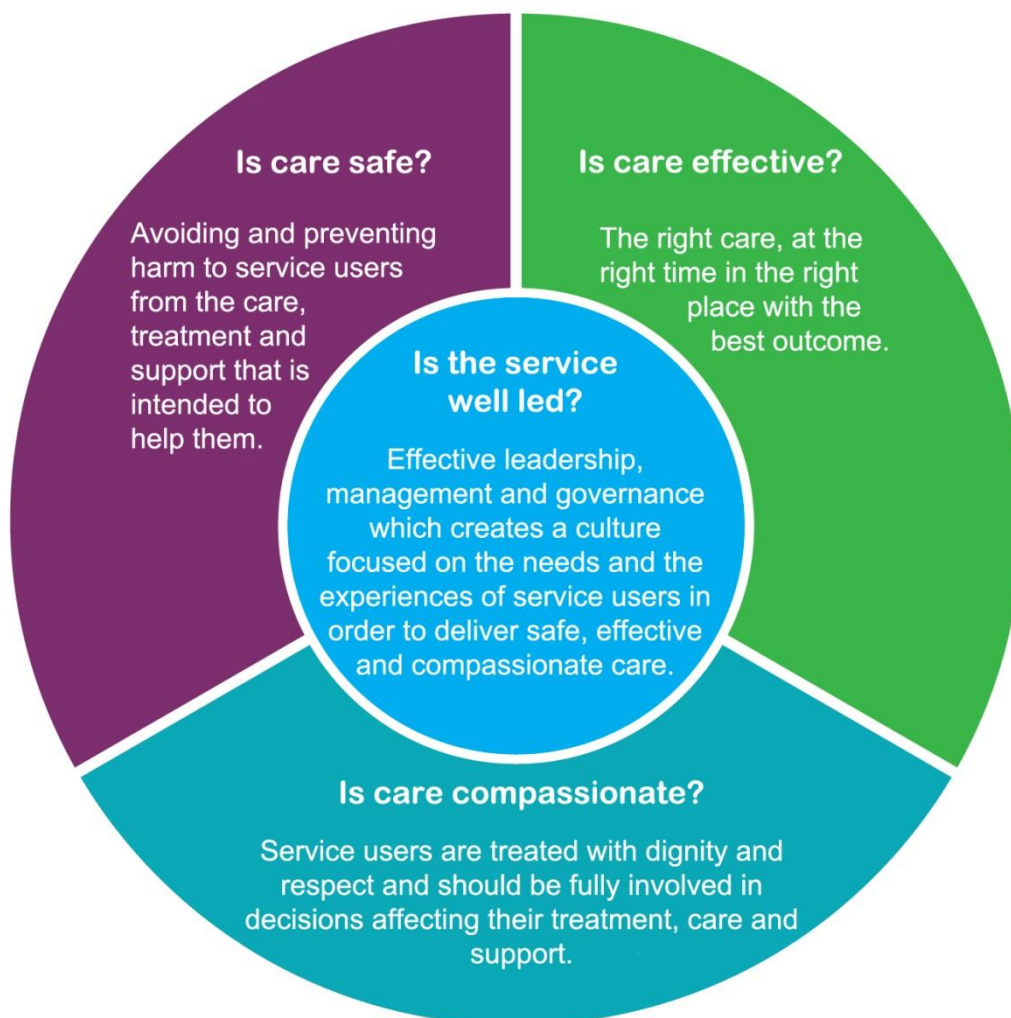 Is care safe?
Avoiding and preventing
harm to service users
from the care,
treatment and
support that is
intended to
help them.
Is care effective?
The right care, at the
right time in the right
place with the
best outcome.
Is the service
well led?
Effective leadership,
management and governance
which creates a culture
focused on the needs and the
experiences of service users in
order to deliver safe, effective
and compassionate care.
Is care compassionate?
Service users are treated with dignity and
respect and should be fully involved in
decisions affecting their treatment, care and
support.